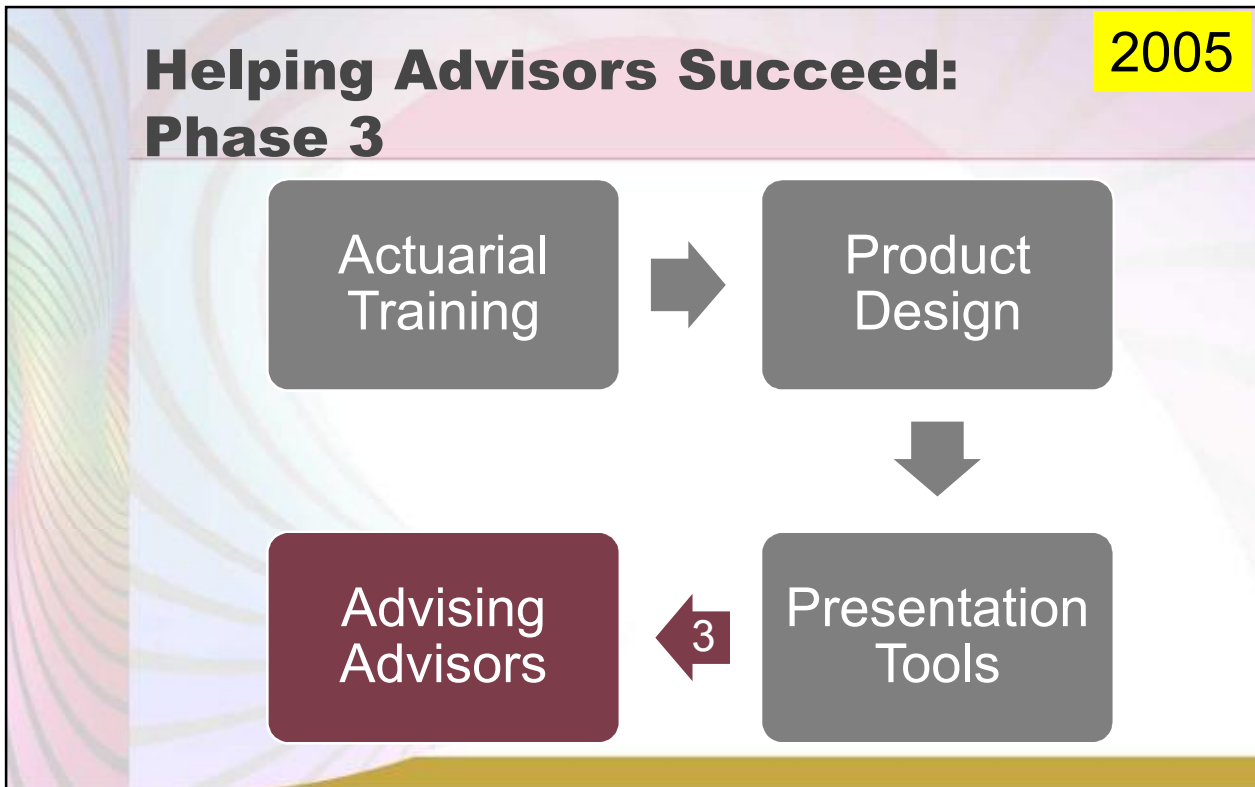 Helping Advisors Succeed:
Phase 3
2005
Actuarial
Training
Product
Design
Presentation
Tools
3
Advising
Advisors